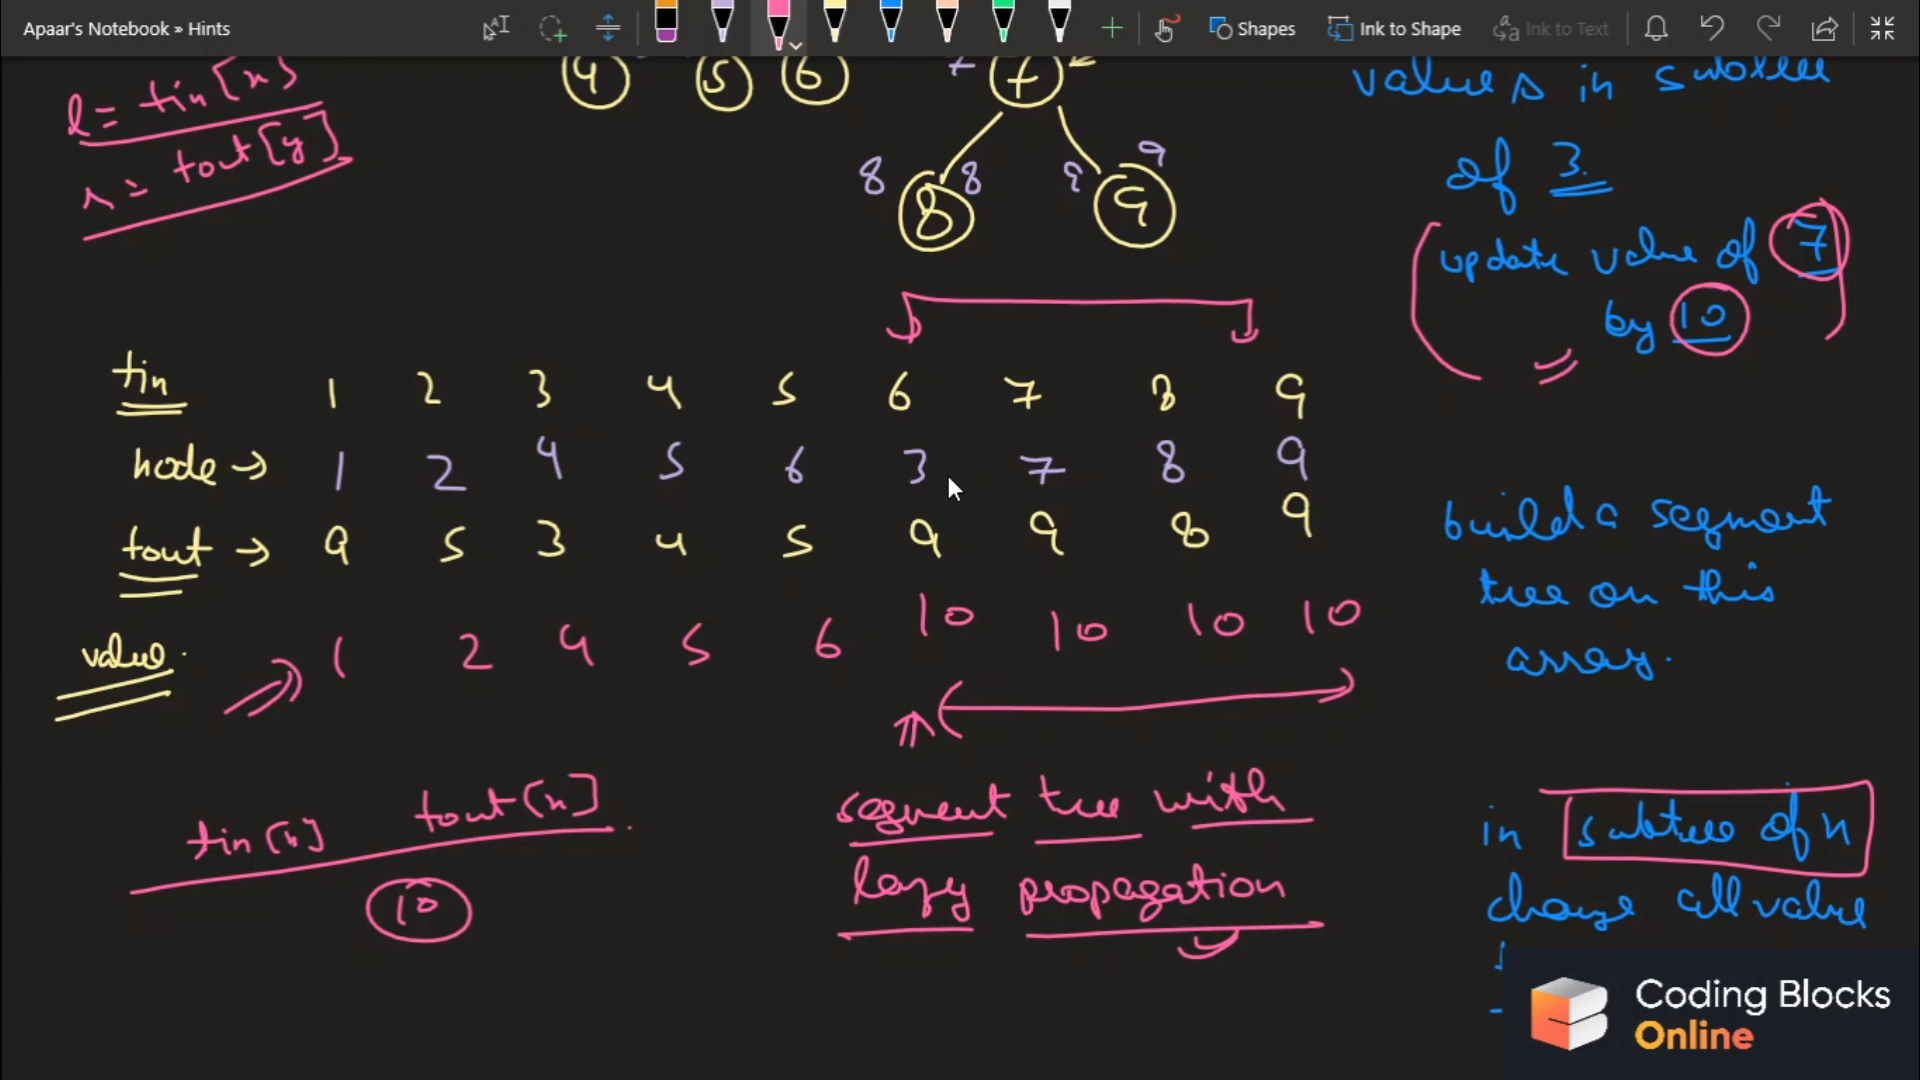 Apaar's Notebook » Hints
Shapes
Ink to Shape
Ink to Text
l = tin[x]
r = tout[y]
4 5 6 7 7
8 8 8 9 9 9
values in subtree
of 3.
(update value of 7
by 10)
tin 1 2 3 4 5 6 7 8 9
node → 1 2 4 5 6 3 7 8 9
tout → 9 5 3 4 5 9 9 8 9
value. 1 2 4 5 6 10 10 10 10
build a segment
tree on this
array.
tin[x] tout[x].
10
segment tree with
lazy propagation
in subtree of x
change all value
Coding Blocks
Online